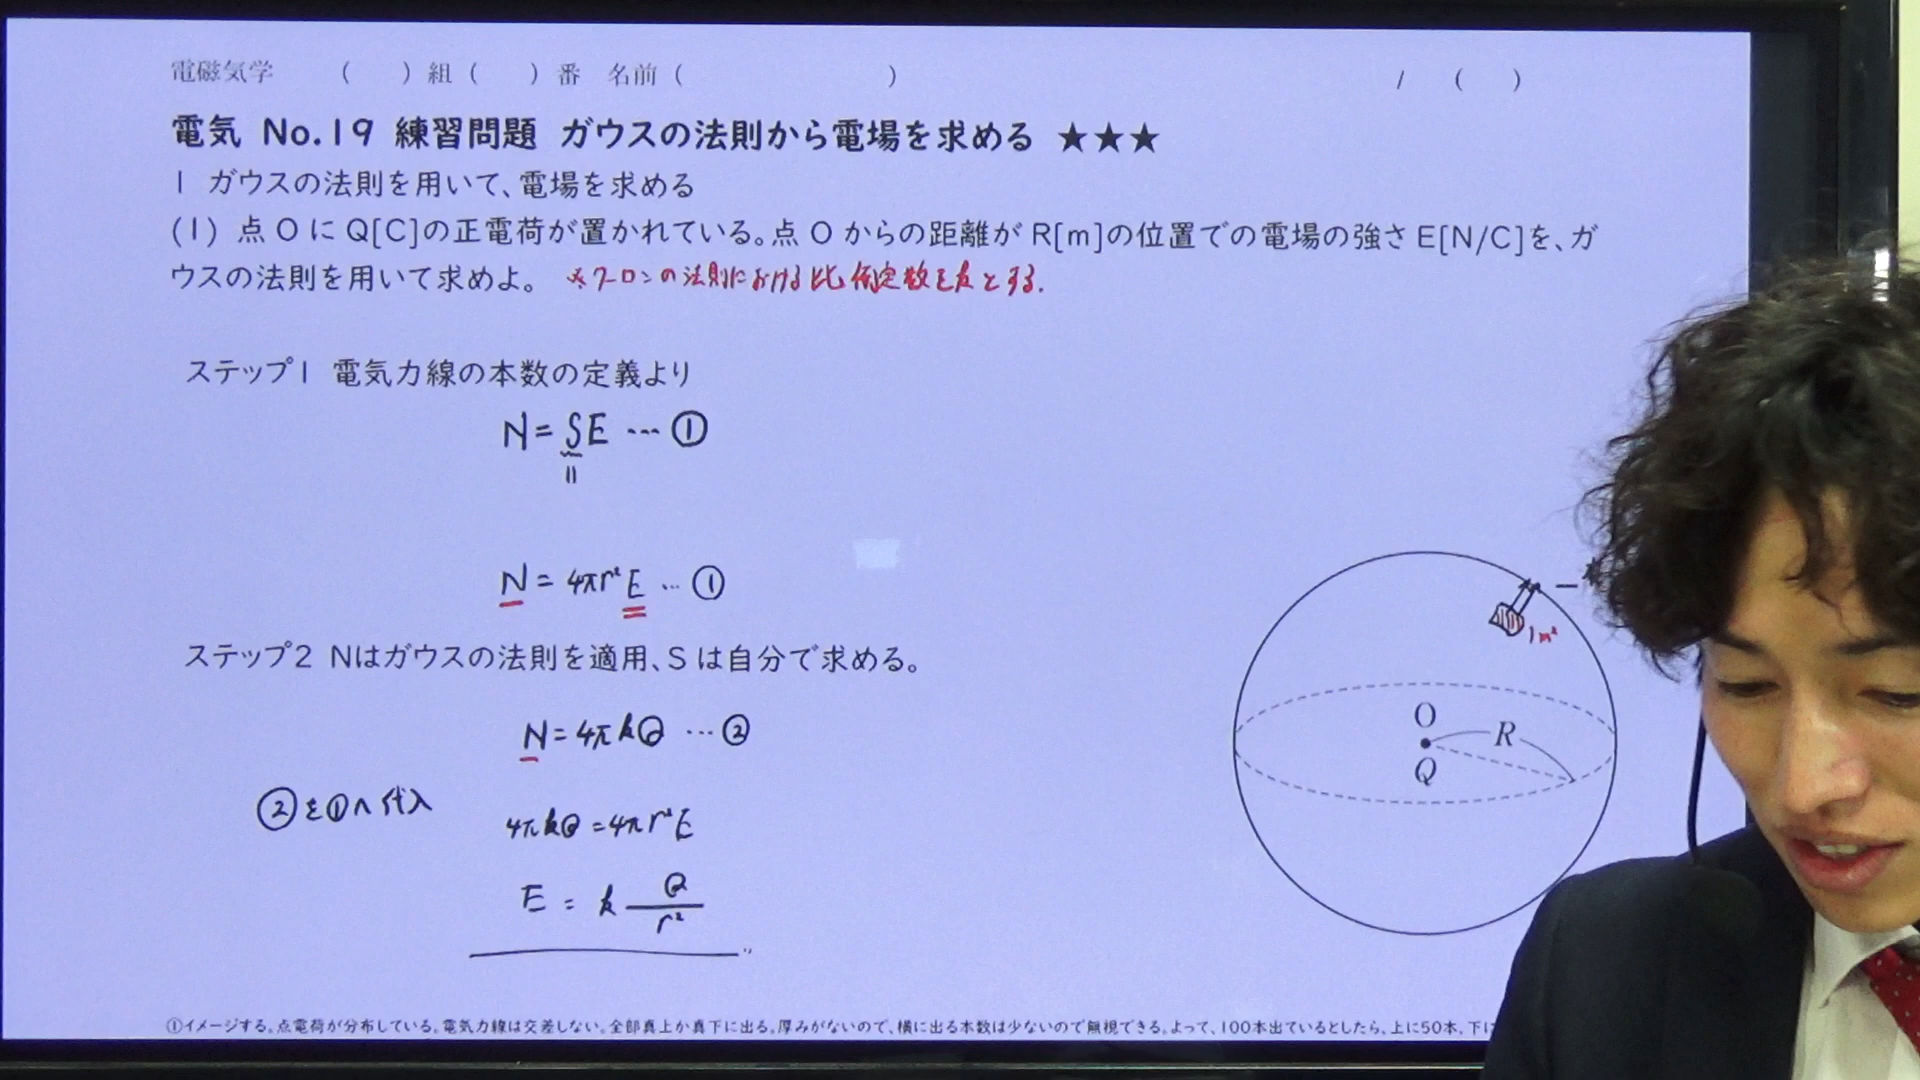 電磁気学 ( ) 組 ( ) 番 名前 ( ) / ( )
電気 No.19 練習問題 ガウスの法則から電場を求める ★★★
1 ガウスの法則を用いて、電場を求める
(1) 点OにQ[C]の正電荷が置かれている。点Oからの距離がR[m]の位置での電場の強さE[N/C]を、ガ
ウスの法則を用いて求めよ。 ※クーロンの法則における比例定数をkとする.
ステップ1 電気力線の本数の定義より
N=SE…①
N=4πr²E…①
ステップ2 Nはガウスの法則を適用、Sは自分で求める。
N=4πkQ…②
②を①へ代入
4πkQ=4πr²E
E=k Q/r²
1m²
O
R
Q
①イメージする。点電荷が分布している。電気力線は交差しない。全部真上か真下に出る。厚みがないので、横に出る本数は少ないので無視できる。よって、100本出ているとしたら、上に50本、下に